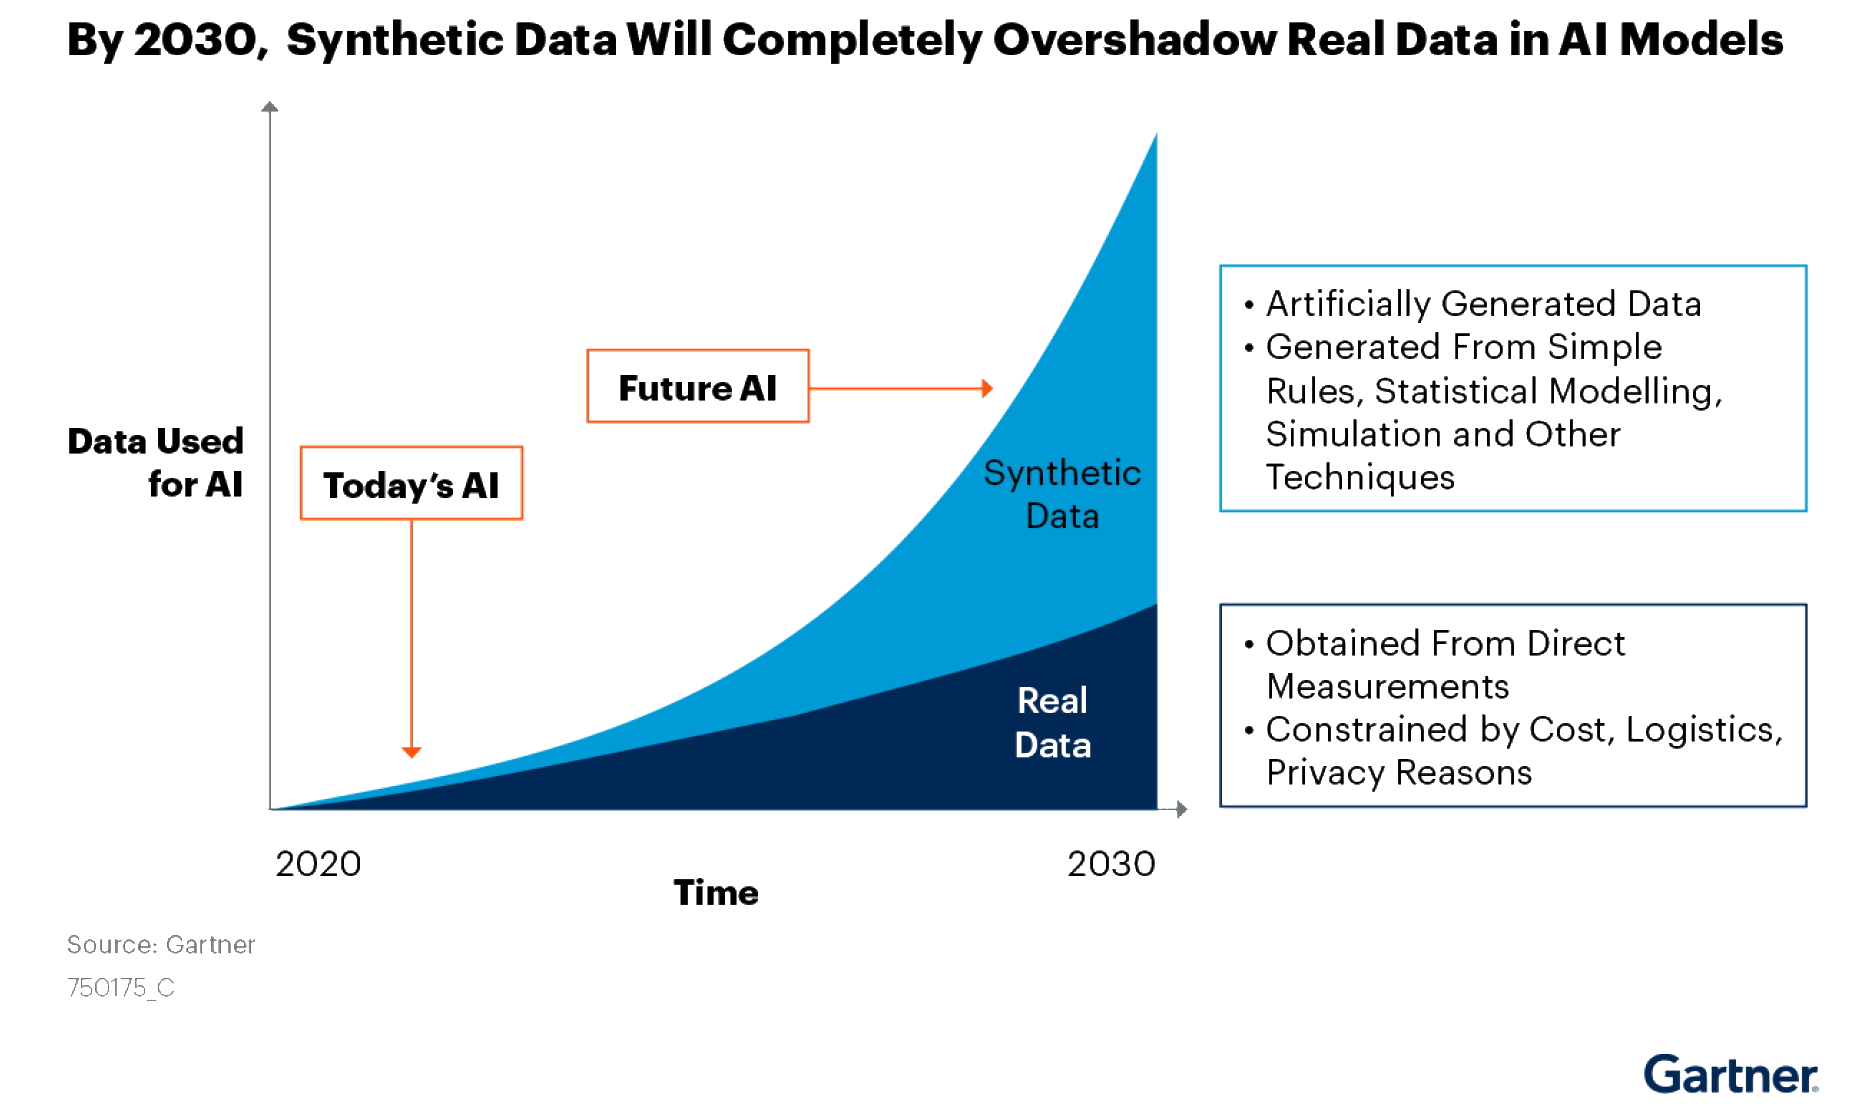 By 2030, Synthetic Data Will Completely Overshadow Real Data in AI Models
Data Used
for AI
Today's AI
Future AI
Synthetic
Data
Real
Data
• Artificially Generated Data
• Generated From Simple
Rules, Statistical Modelling,
Simulation and Other
Techniques
• Obtained From Direct
Measurements
• Constrained by Cost, Logistics,
Privacy Reasons
2020
2030
Time
Source: Gartner
750175_C
Gartner®